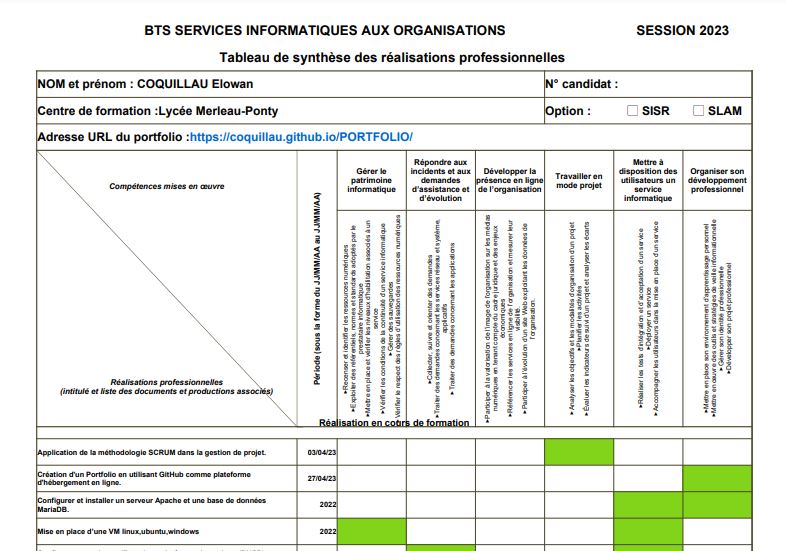 BTS SERVICES INFORMATIQUES AUX ORGANISATIONS SESSION 2023
Tableau de synthèse des réalisations professionnelles
NOM et prénom : COQUILLAU Elowan
N° candidat :
Centre de formation :Lycée Merleau-Ponty
Option : SISR SLAM
Adresse URL du portfolio :https://coquillau.github.io/PORTFOLIO/
Compétences mises en œuvre
Réalisations professionnelles
(intitulé et liste des documents et productions associés)
Période (sous la forme du JJ/MM/AA au JJ/MM/AA)
Gérer le
patrimoine
informatique
Répondre aux
incidents et aux
demandes
d'assistance et
d'évolution
Développer la
présence en ligne
de l'organisation
Travailler en
mode projet
Mettre à
disposition des
utilisateurs un
service
informatique
Organiser son
développement
professionnel
▸Recenser et identifier les ressources numériques
▸Exploiter des référentiels, normes et standards adoptés par le
prestataire informatique
▸Mettre en place et vérifier les niveaux d'habilitation associés à un
service
▸Vérifier les conditions de la continuité d'un service informatique
▸Gérer des sauvegardes
Vérifier le respect des règles d'utilisation des ressources numériques
▸Collecter, suivre et orienter des demandes
▸Traiter des demandes concernant les services réseau et système,
applicatifs
▸Traiter des demandes concernant les applications
▸Participer à la valorisation de l'image de l'organisation sur les médias
numériques en tenant compte du cadre juridique et des enjeux
économiques
▸Référencer les services en ligne de l'organisation et mesurer leur
visibilité.
▸Participer à l'évolution d'un site Web exploitant les données de
l'organisation.
▸Analyser les objectifs et les modalités d'organisation d'un projet
▸Planifier les activités
▸Évaluer les indicateurs de suivi d'un projet et analyser les écarts
▸Réaliser les tests d'intégration et d'acceptation d'un service
▸Déployer un service
▸Accompagner les utilisateurs dans la mise en place d'un service
▸Mettre en place son environnement d'apprentissage personnel
▸Mettre en œuvre des outils et stratégies de veille informationnelle
▸Gérer son identité professionnelle
▸Développer son projet professionnel
Réalisation en cours de formation
Application de la méthodologie SCRUM dans la gestion de projet. 03/04/23
Création d'un Portfolio en utilisant GitHub comme plateforme
d'hébergement en ligne. 27/04/23
Configurer et installer un serveur Apache et une base de données
MariaDB. 2022
Mise en place d'une VM linux,ubuntu,windows 2022